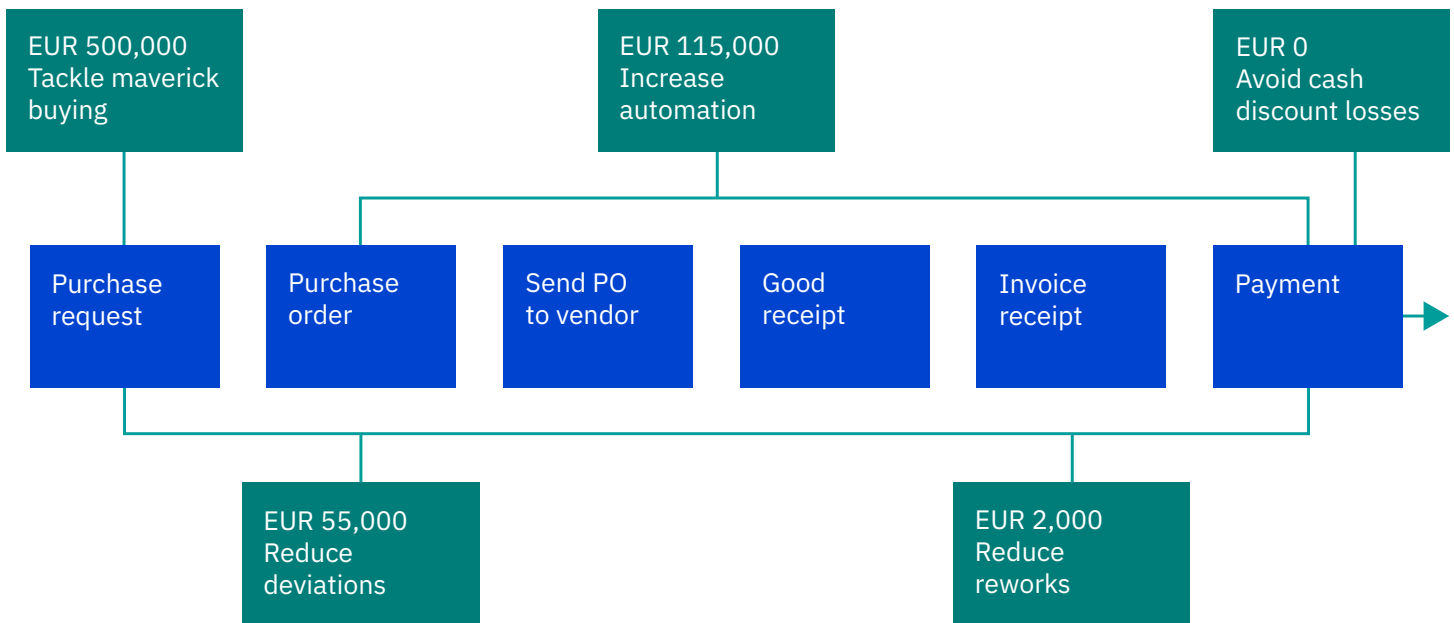 EUR 500,000
Tackle maverick
buying
EUR 115,000
Increase
automation
EUR 0
Avoid cash
discount losses
Purchase
request
Purchase
order
Send PO
to vendor
Good
receipt
Invoice
receipt
Payment
EUR 55,000
Reduce
deviations
EUR 2,000
Reduce
reworks